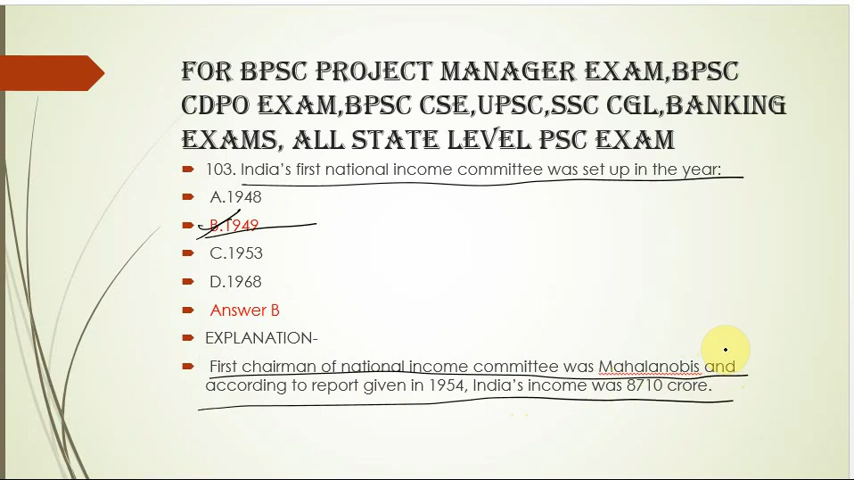 FOR BPSC PROJECT MANAGER EXAM,BPSC
CDPO EXAM,BPSC CSE,UPSC,SSC CGL,BANKING
EXAMS, ALL STATE LEVEL PSC EXAM
103. India's first national income committee was set up in the year:
A.1948
B.1949
C.1953
D.1968
Answer B
EXPLANATION-
First chairman of national income committee was Mahalanobis and
according to report given in 1954, India's income was 8710 crore.